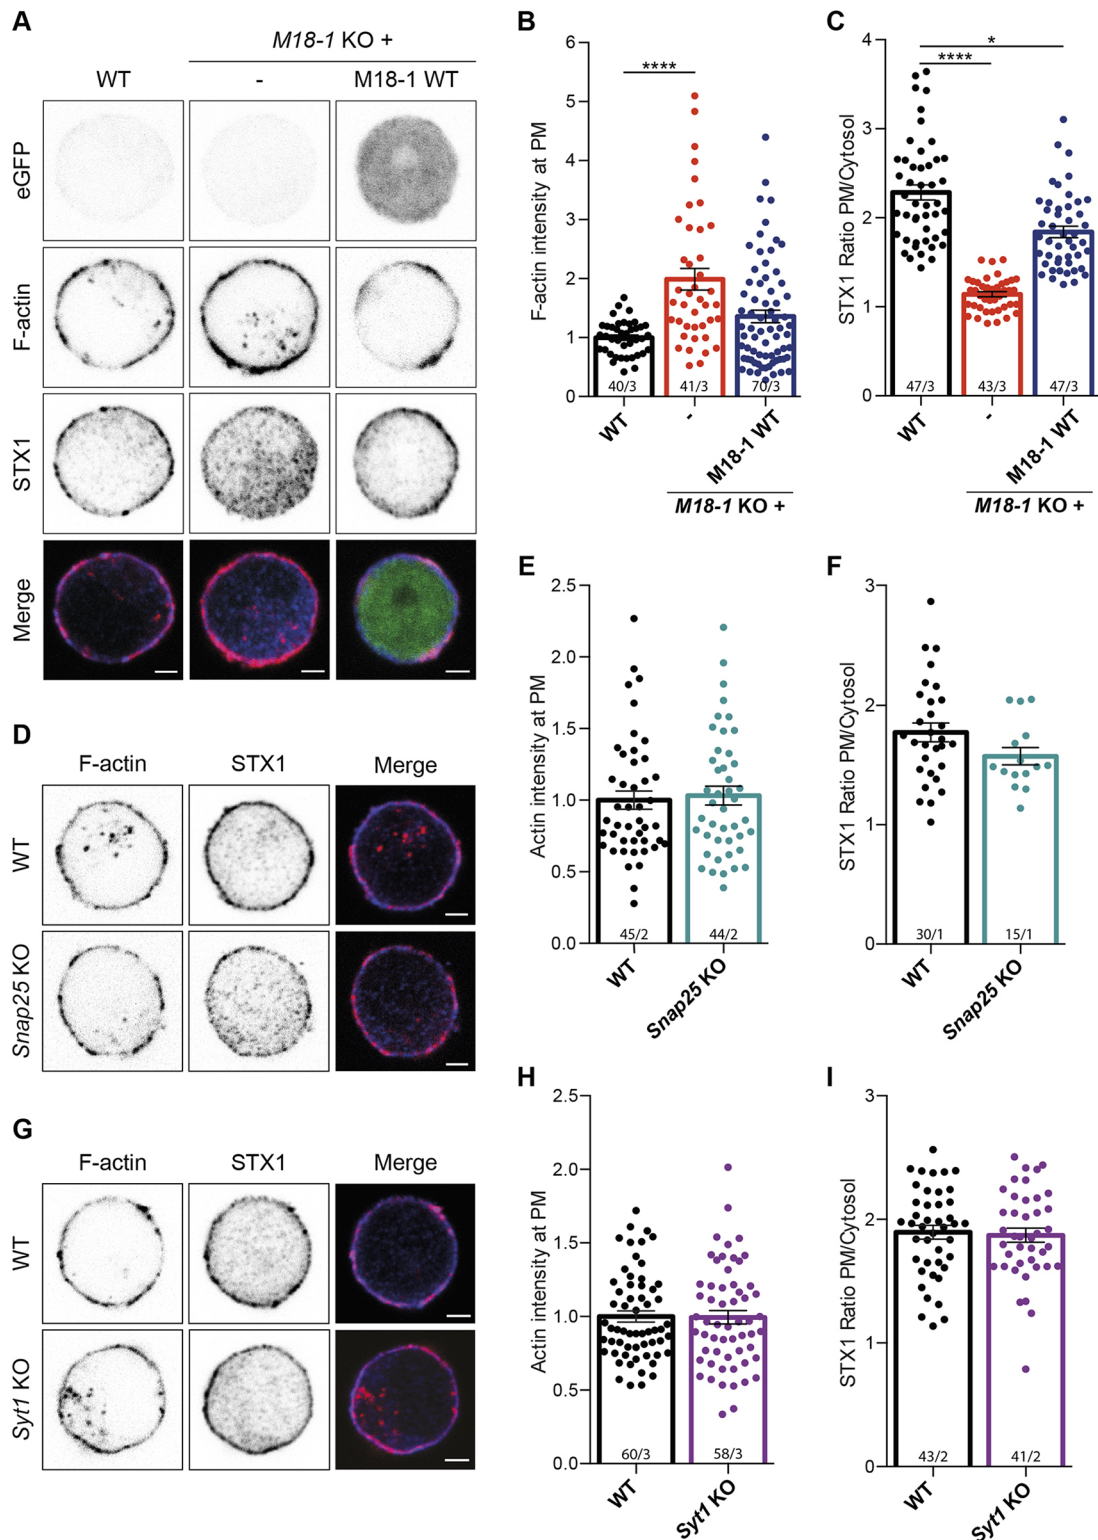 A
M18-1 KO +
WT
-
M18-1 WT
eGFP
F-actin
STX1
Merge
B
F-actin intensity at PM
6
5
4
3
2
1
0
****
40/3
41/3
70/3
WT
-
M18-1 WT
M18-1 KO +
C
STX1 Ratio PM/Cytosol
4
3
2
1
0
*
****
47/3
43/3
47/3
WT
-
M18-1 WT
M18-1 KO +
D
F-actin
STX1
Merge
WT
Snap25 KO
E
Actin intensity at PM
2.5
2.0
1.5
1.0
0.5
0.0
45/2
44/2
WT
Snap25 KO
F
STX1 Ratio PM/Cytosol
3
2
1
0
30/1
15/1
WT
Snap25 KO
G
F-actin
STX1
Merge
WT
Syt1 KO
H
Actin intensity at PM
2.5
2.0
1.5
1.0
0.5
0.0
60/3
58/3
WT
Syt1 KO
I
STX1 Ratio PM/Cytosol
3
2
1
0
43/2
41/2
WT
Syt1 KO